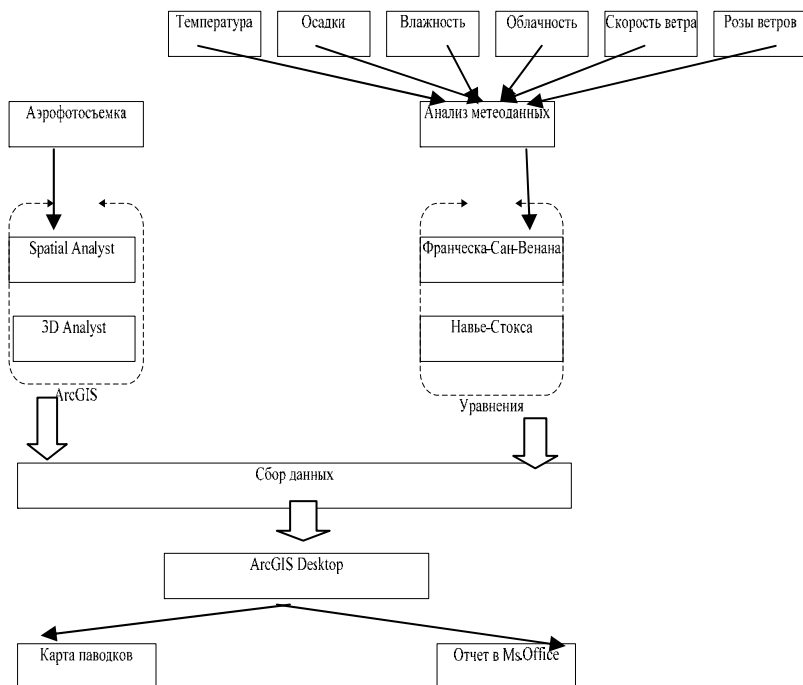 Температура
Осадки
Влажность
Облачность
Скорость ветра
Розы ветров
Аэрофотосъемка
Анализ метеоданных
Spatial Analyst
Франческа-Сан-Венана
3D Analyst
Навье-Стокса
ArcGIS
Уравнения
Сбор данных
ArcGIS Desktop
Карта паводков
Отчет в Ms.Office